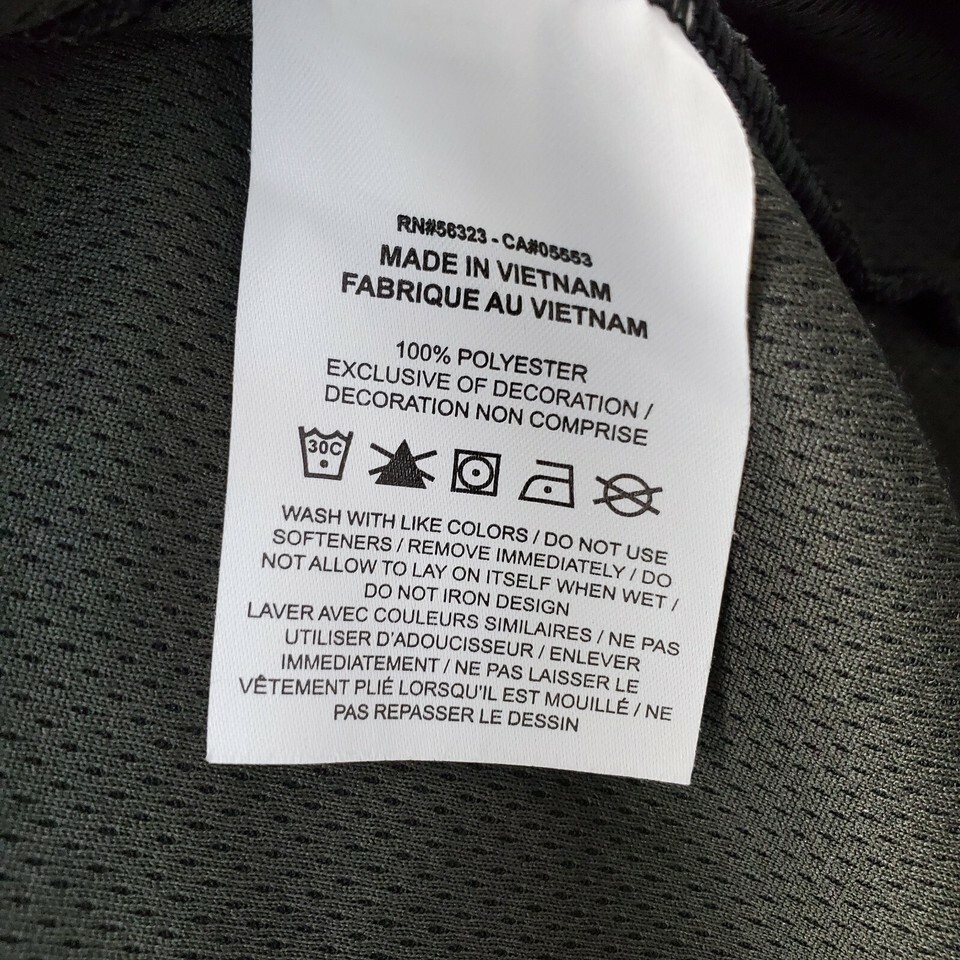 RN#56323 - CA#05553
MADE IN VIETNAM
FABRIQUE AU VIETNAM
100% POLYESTER
EXCLUSIVE OF DECORATION /
DECORATION NON COMPRISE
30C
WASH WITH LIKE COLORS / DO NOT USE
SOFTENERS / REMOVE IMMEDIATELY / DO
NOT ALLOW TO LAY ON ITSELF WHEN WET /
DO NOT IRON DESIGN
LAVER AVEC COULEURS SIMILAIRES / NE PAS
UTILISER D'ADOUCISSEUR / ENLEVER
IMMEDIATEMENT / NE PAS LAISSER LE
VÊTEMENT PLIÉ LORSQU'IL EST MOUILLÉ / NE
PAS REPASSER LE DESSIN